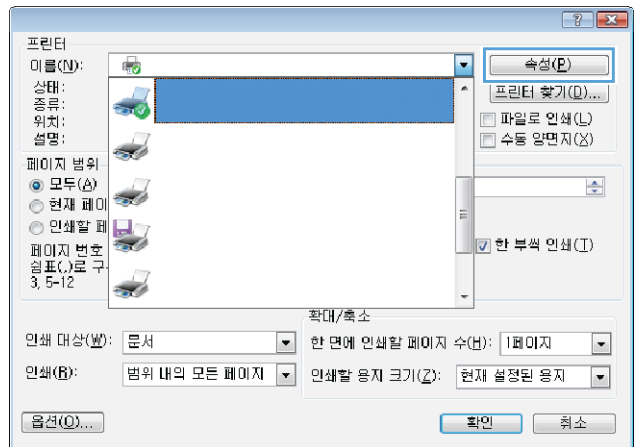 프린터
이름(N):
속성(P)
상태:
프린터 찾기(D)...
종류:
위치:
파일로 인쇄(L)
설명:
수동 양면지(X)
페이지 범위
모두(A)
현재 페이
인쇄할 페
한 부씩 인쇄(T)
페이지 번호
쉼표(,)로 구
3, 5-12
확대/축소
인쇄 대상(W): 문서
한 면에 인쇄할 페이지 수(H): 1페이지
인쇄(R): 범위 내의 모든 페이지
인쇄할 용지 크기(Z): 현재 설정된 용지
옵션(O)...
확인
취소